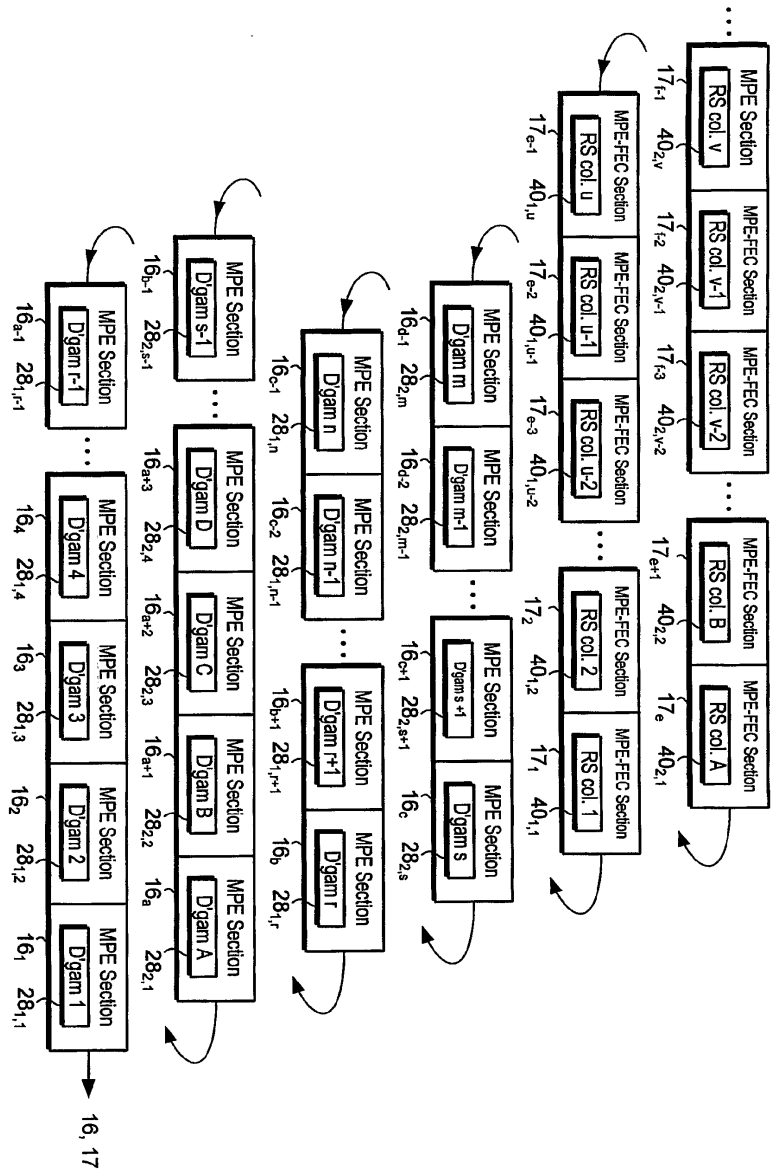 MPE Section MPE-FEC Section MPE-FEC Section MPE-FEC Section MPE-FEC Section
... RS col. v RS col. v-1 RS col. v-2 ... RS col. B RS col. A
17f-1 402,v 17f-2 402,v-1 17f-3 402,v-2 17e+1 402,2 17e 402,1
MPE-FEC Section MPE-FEC Section MPE-FEC Section MPE-FEC Section MPE-FEC Section
RS col. u RS col. u-1 RS col. u-2 ... RS col. 2 RS col. 1
17e-1 401,u 17e-2 401,u-1 17e-3 401,u-2 172 401,2 171 401,1
MPE Section MPE Section MPE Section MPE Section
D'gam m D'gam m-1 ... D'gam s+1 D'gam s
16d-1 282,m 16d-2 282,m-1 16c+1 282,s+1 16c 282,s
MPE Section MPE Section MPE Section MPE Section
D'gam n D'gam n-1 ... D'gam r+1 D'gam r
16c-1 281,n 16c-2 281,n-1 16b+1 281,r+1 16b 281,r
MPE Section MPE Section MPE Section MPE Section MPE Section
D'gam s-1 ... D'gam D D'gam C D'gam B D'gam A
16b-1 282,s-1 16a+3 282,4 16a+2 282,3 16a+1 282,2 16a 282,1
MPE Section MPE Section MPE Section MPE Section MPE Section
D'gam r-1 ... D'gam 4 D'gam 3 D'gam 2 D'gam 1 16, 17
16a-1 281,r-1 164 281,4 163 281,3 162 281,2 161 281,1